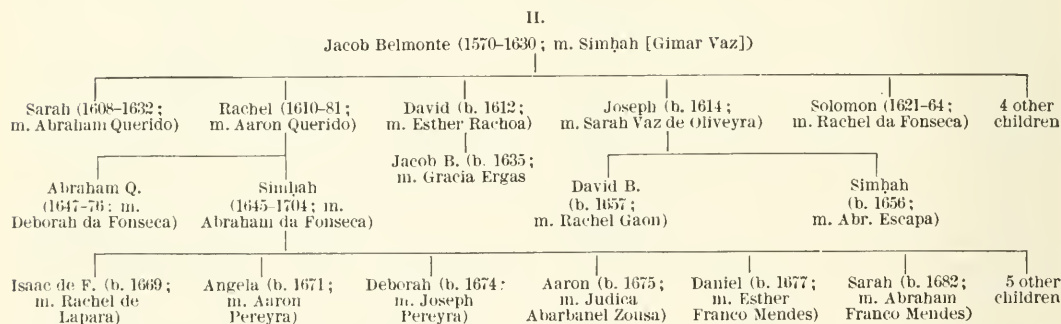 II.
Jacob Belmonte (1570–1630; m. Simḥah [Gimar Vaz])
Sarah (1608–1632; m. Abraham Querido)
Rachel (1610–81; m. Aaron Querido)
David (b. 1612; m. Esther Rachoa)
Joseph (b. 1614; m. Sarah Vaz de Oliveyra)
Solomon (1621–64; m. Rachel da Fonseca)
4 other children
Abraham Q. (1647–76; m. Deborah da Fonseca)
Simḥah (1645–1704; m. Abraham da Fonseca)
Jacob B. (b. 1635; m. Gracia Ergas
David B. (b. 1657; m. Rachel Gaon)
Simḥah (b. 1656; m. Abr. Escapa)
Isaac de F. (b. 1669; m. Rachel de Lapara)
Angela (b. 1671; m. Aaron Pereyra)
Deborah (b. 1674; m. Joseph Pereyra)
Aaron (b. 1675; m. Judica Abarbanel Zousa)
Daniel (b. 1677; m. Esther Franco Mendes)
Sarah (b. 1682; m. Abraham Franco Mendes)
5 other children